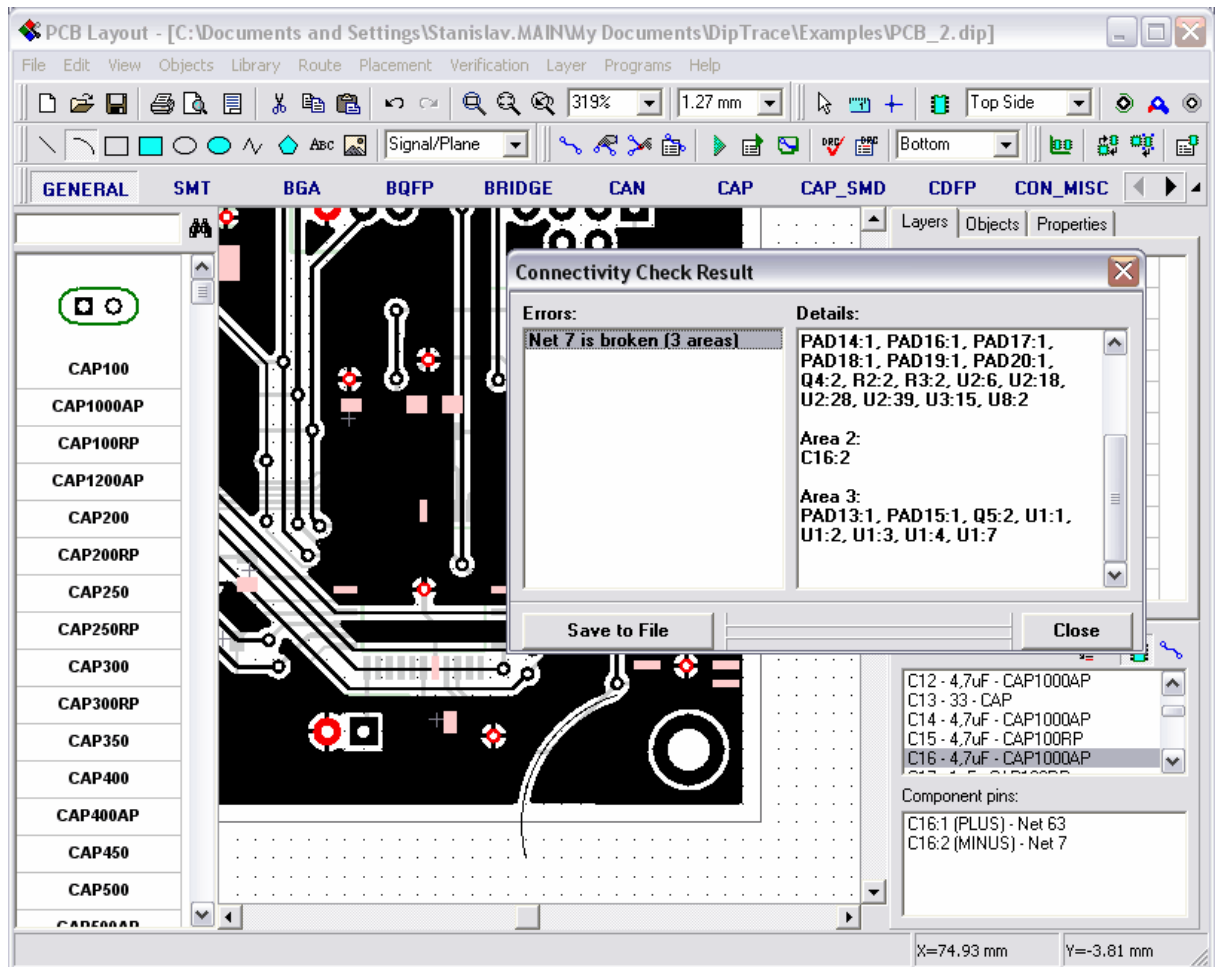 PCB Layout - [C:\Documents and Settings\Stanislav.MAIN\My Documents\DipTrace\Examples\PCB_2.dip]
File Edit View Objects Library Route Placement Verification Layer Programs Help
319% 1.27 mm Top Side
ABC Signal/Plane DRC DRC Bottom
GENERAL SMT BGA BQFP BRIDGE CAN CAP CAP_SMD CDFP CON_MISC
Layers Objects Properties
CAP100
CAP1000AP
CAP100RP
CAP1200AP
CAP200
CAP200RP
CAP250
CAP250RP
CAP300
CAP300RP
CAP350
CAP400
CAP400AP
CAP450
CAP500
CAP500AP
Connectivity Check Result
Errors:
Net 7 is broken (3 areas)
Details:
PAD14:1, PAD16:1, PAD17:1,
PAD18:1, PAD19:1, PAD20:1,
Q4:2, R2:2, R3:2, U2:6, U2:18,
U2:28, U2:39, U3:15, U8:2
Area 2:
C16:2
Area 3:
PAD13:1, PAD15:1, Q5:2, U1:1,
U1:2, U1:3, U1:4, U1:7
Save to File
Close
C12 - 4,7uF - CAP1000AP
C13 - 33 - CAP
C14 - 4,7uF - CAP1000AP
C15 - 4,7uF - CAP100RP
C16 - 4,7uF - CAP1000AP
Component pins:
C16:1 (PLUS) - Net 63
C16:2 (MINUS) - Net 7
X=74.93 mm Y=-3.81 mm